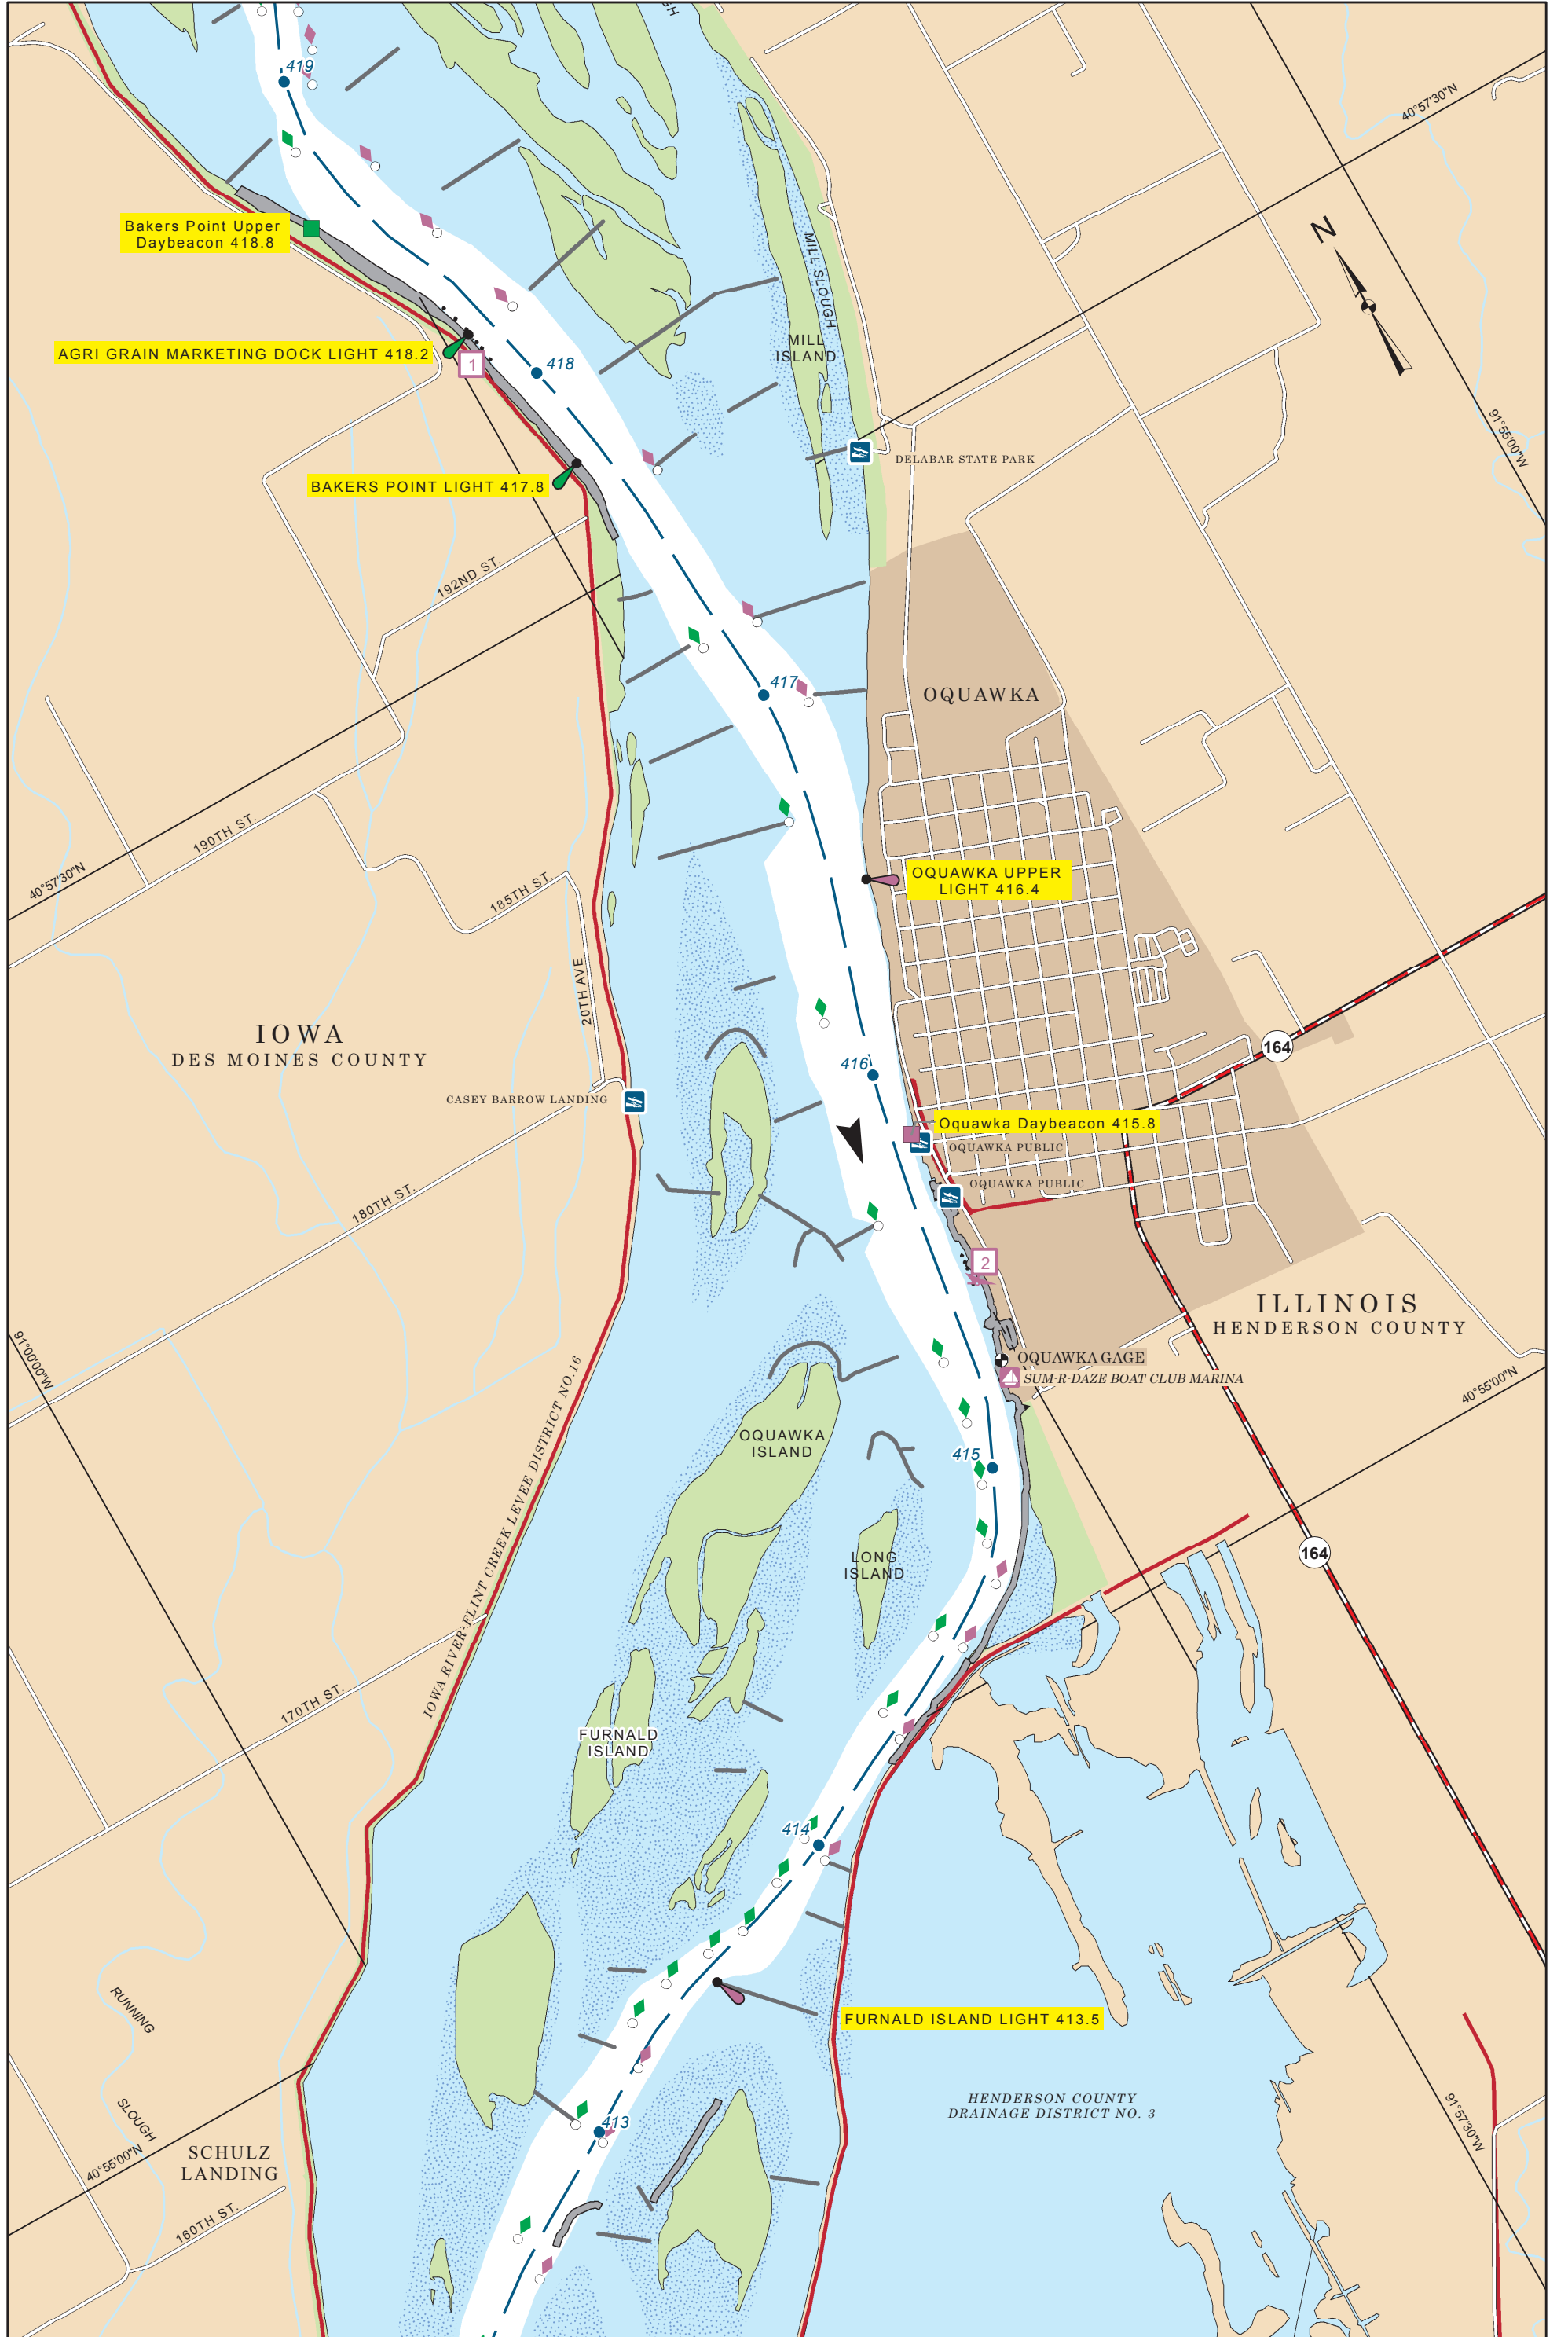 GH
419
40°57'30"N
N
Bakers Point Upper
Daybeacon 418.8
MILL SLOUGH
AGRI GRAIN MARKETING DOCK LIGHT 418.2
1
418
MILL
ISLAND
91°55'00"W
DELABAR STATE PARK
BAKERS POINT LIGHT 417.8
192ND ST.
417
OQUAWKA
190TH ST.
40°57'30"N
185TH ST.
OQUAWKA UPPER
LIGHT 416.4
20TH AVE
IOWA
DES MOINES COUNTY
164
416
CASEY BARROW LANDING
Oquawka Daybeacon 415.8
OQUAWKA PUBLIC
OQUAWKA PUBLIC
180TH ST.
2
ILLINOIS
HENDERSON COUNTY
91°00'00"W
OQUAWKA GAGE
SUM-R-DAZE BOAT CLUB MARINA
40°55'00"N
IOWA RIVER-FLINT CREEK LEVEE DISTRICT NO.16
OQUAWKA
ISLAND
415
164
LONG
ISLAND
170TH ST.
FURNALD
ISLAND
414
RUNNING
SLOUGH
FURNALD ISLAND LIGHT 413.5
HENDERSON COUNTY
DRAINAGE DISTRICT NO. 3
413
91°57'30"W
SCHULZ
LANDING
40°55'00"N
160TH ST.